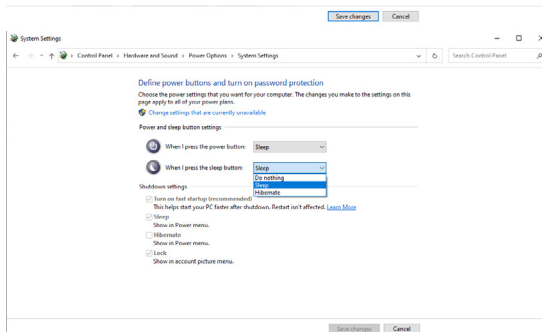 Save changes Cancel
System Settings
Control Panel > Hardware and Sound > Power Options > System Settings
Search Control Panel
Define power buttons and turn on password protection
Choose the power settings that you want for your computer. The changes you make to the settings on this
page apply to all of your power plans.
Change settings that are currently unavailable
Power and sleep button settings
When I press the power button: Sleep
When I press the sleep button: Sleep
Do nothing
Sleep
Hibernate
Shutdown settings
Turn on fast startup (recommended)
This helps start your PC faster after shutdown. Restart isn't affected. Learn More
Sleep
Show in Power menu.
Hibernate
Show in Power menu.
Lock
Show in account picture menu.
Save changes Cancel